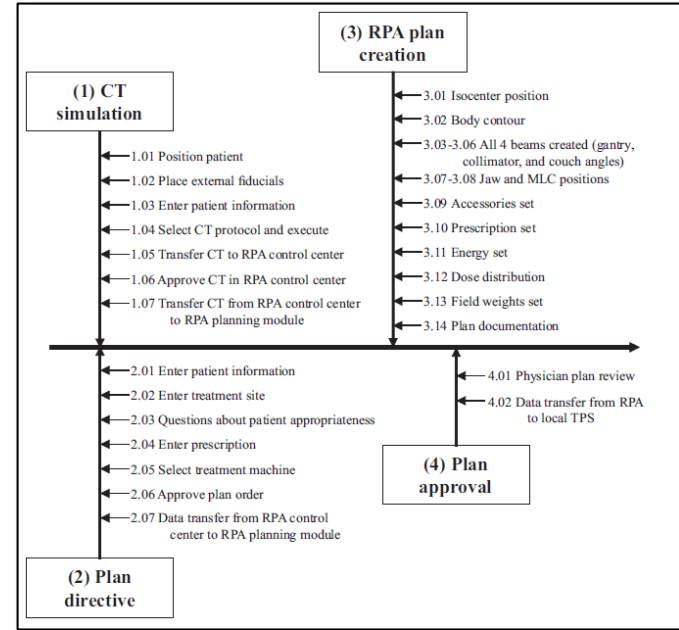 (1) CT
simulation
1.01 Position patient
1.02 Place external fiducials
1.03 Enter patient information
1.04 Select CT protocol and execute
1.05 Transfer CT to RPA control center
1.06 Approve CT in RPA control center
1.07 Transfer CT from RPA control center
to RPA planning module
(3) RPA plan
creation
3.01 Isocenter position
3.02 Body contour
3.03-3.06 All 4 beams created (gantry,
collimator, and couch angles)
3.07-3.08 Jaw and MLC positions
3.09 Accessories set
3.10 Prescription set
3.11 Energy set
3.12 Dose distribution
3.13 Field weights set
3.14 Plan documentation
2.01 Enter patient information
2.02 Enter treatment site
2.03 Questions about patient appropriateness
2.04 Enter prescription
2.05 Select treatment machine
2.06 Approve plan order
2.07 Data transfer from RPA control
center to RPA planning module
(2) Plan
directive
4.01 Physician plan review
4.02 Data transfer from RPA
to local TPS
(4) Plan
approval